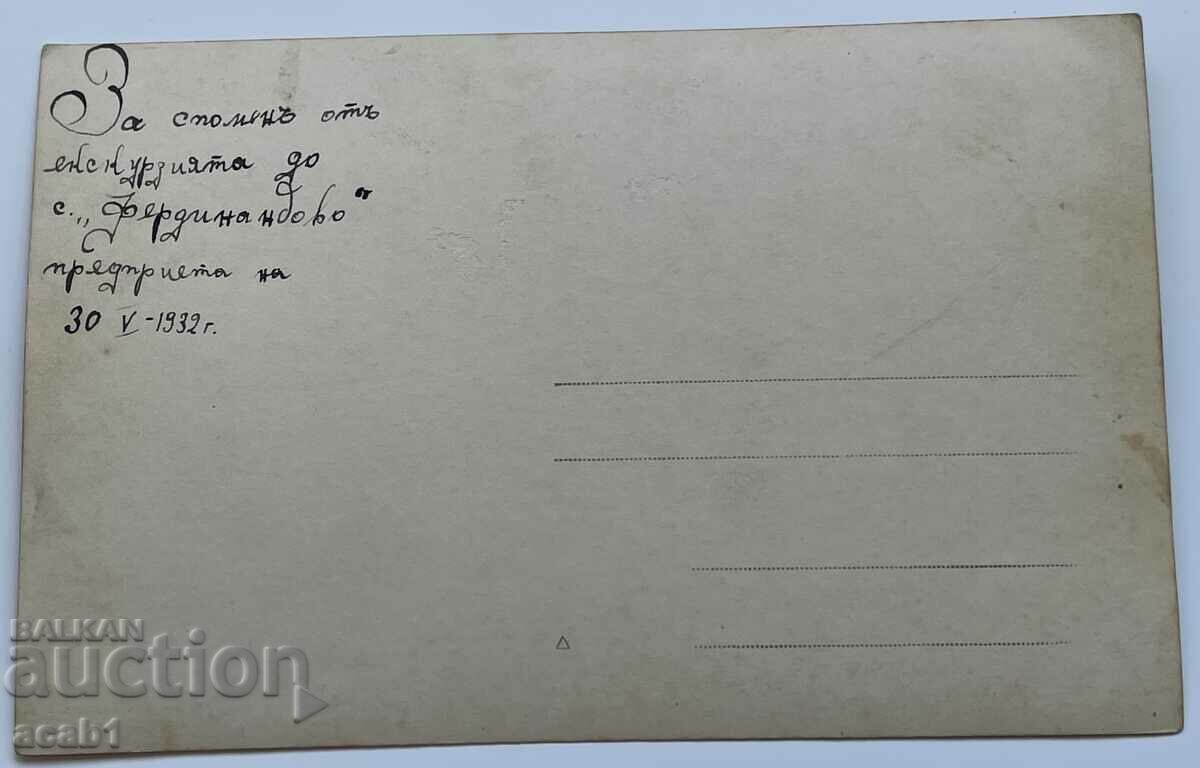 За споменъ отъ
екскурзията до
с. „Фердинандово"
предприета на
30 V-1932 г.
BALKAN
auction
acab1